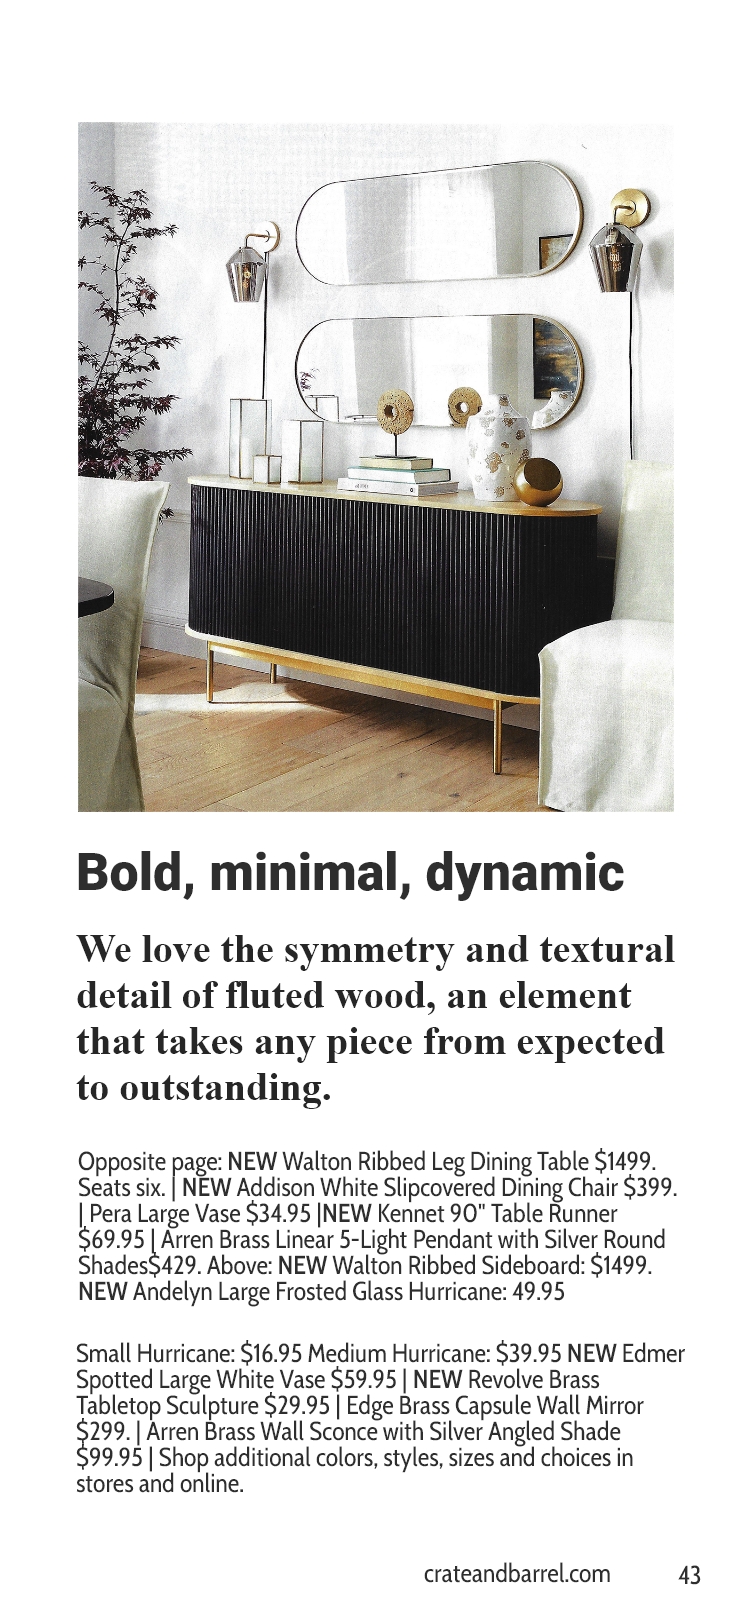 Bold, minimal, dynamic
We love the symmetry and textural
detail of fluted wood, an element
that takes any piece from expected
to outstanding.
Opposite page: NEW Walton Ribbed Leg Dining Table $1499.
Seats six. | NEW Addison White Slipcovered Dining Chair $399.
| Pera Large Vase $34.95 |NEW Kennet 90" Table Runner
$69.95 | Arren Brass Linear 5-Light Pendant with Silver Round
Shades$429. Above: NEW Walton Ribbed Sideboard: $1499.
NEW Andelyn Large Frosted Glass Hurricane: 49.95
Small Hurricane: $16.95 Medium Hurricane: $39.95 NEW Edmer
Spotted Large White Vase $59.95 | NEW Revolve Brass
Tabletop Sculpture $29.95 | Edge Brass Capsule Wall Mirror
$299. | Arren Brass Wall Sconce with Silver Angled Shade
$99.95 | Shop additional colors, styles, sizes and choices in
stores and online.
crateandbarrel.com 43